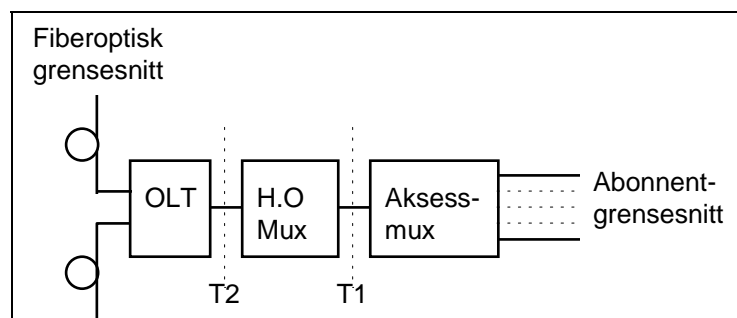 Fiberoptisk
grensesnitt
OLT
H.O
Mux
Aksess-
mux
Abonnent-
grensesnitt
T2
T1